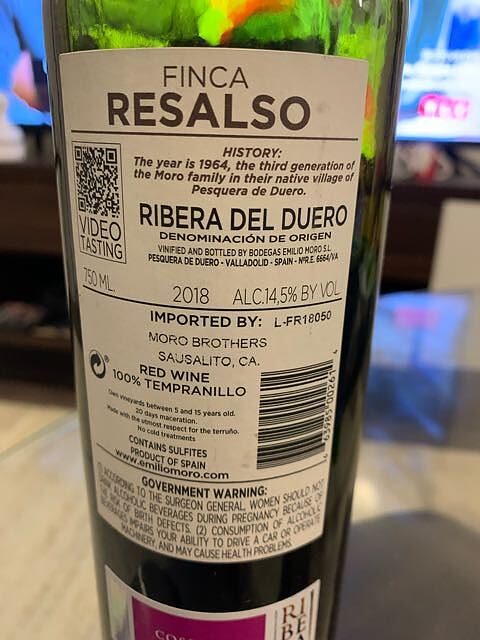 FINCA
RESALSO
HISTORY:
The year is 1964, the third generation of
the Moro family in their native village of
Pesquera de Duero.
VIDEO
TASTING
RIBERA DEL DUERO
DENOMINACIÓN DE ORIGEN
VINIFIED AND BOTTLED BY BODEGAS EMILIO MORO S.L.
PESQUERA DE DUERO - VALLADOLID - SPAIN - NºR.E. 6664/VA
750 ML.
2018 ALC.14,5% BY VOL
IMPORTED BY: L-FR18050
MORO BROTHERS
SAUSALITO, CA.
RED WINE
100% TEMPRANILLO
Own vineyards between 5 and 15 years old.
20 days maceration.
Made with the utmost respect for the terruño.
No cold treatments
CONTAINS SULFITES
PRODUCT OF SPAIN
www.emiliomoro.com
GOVERNMENT WARNING:
ACCORDING TO THE SURGEON GENERAL, WOMEN SHOULD NOT
DRINK ALCOHOLIC BEVERAGES DURING PREGNANCY BECAUSE OF
OF BIRTH DEFECTS. (2) CONSUMPTION OF ALCOHOLIC
BEVERAGES IMPAIRS YOUR ABILITY TO DRIVE A CAR OR OPERATE
MACHINERY, AND MAY CAUSE HEALTH PROBLEMS.